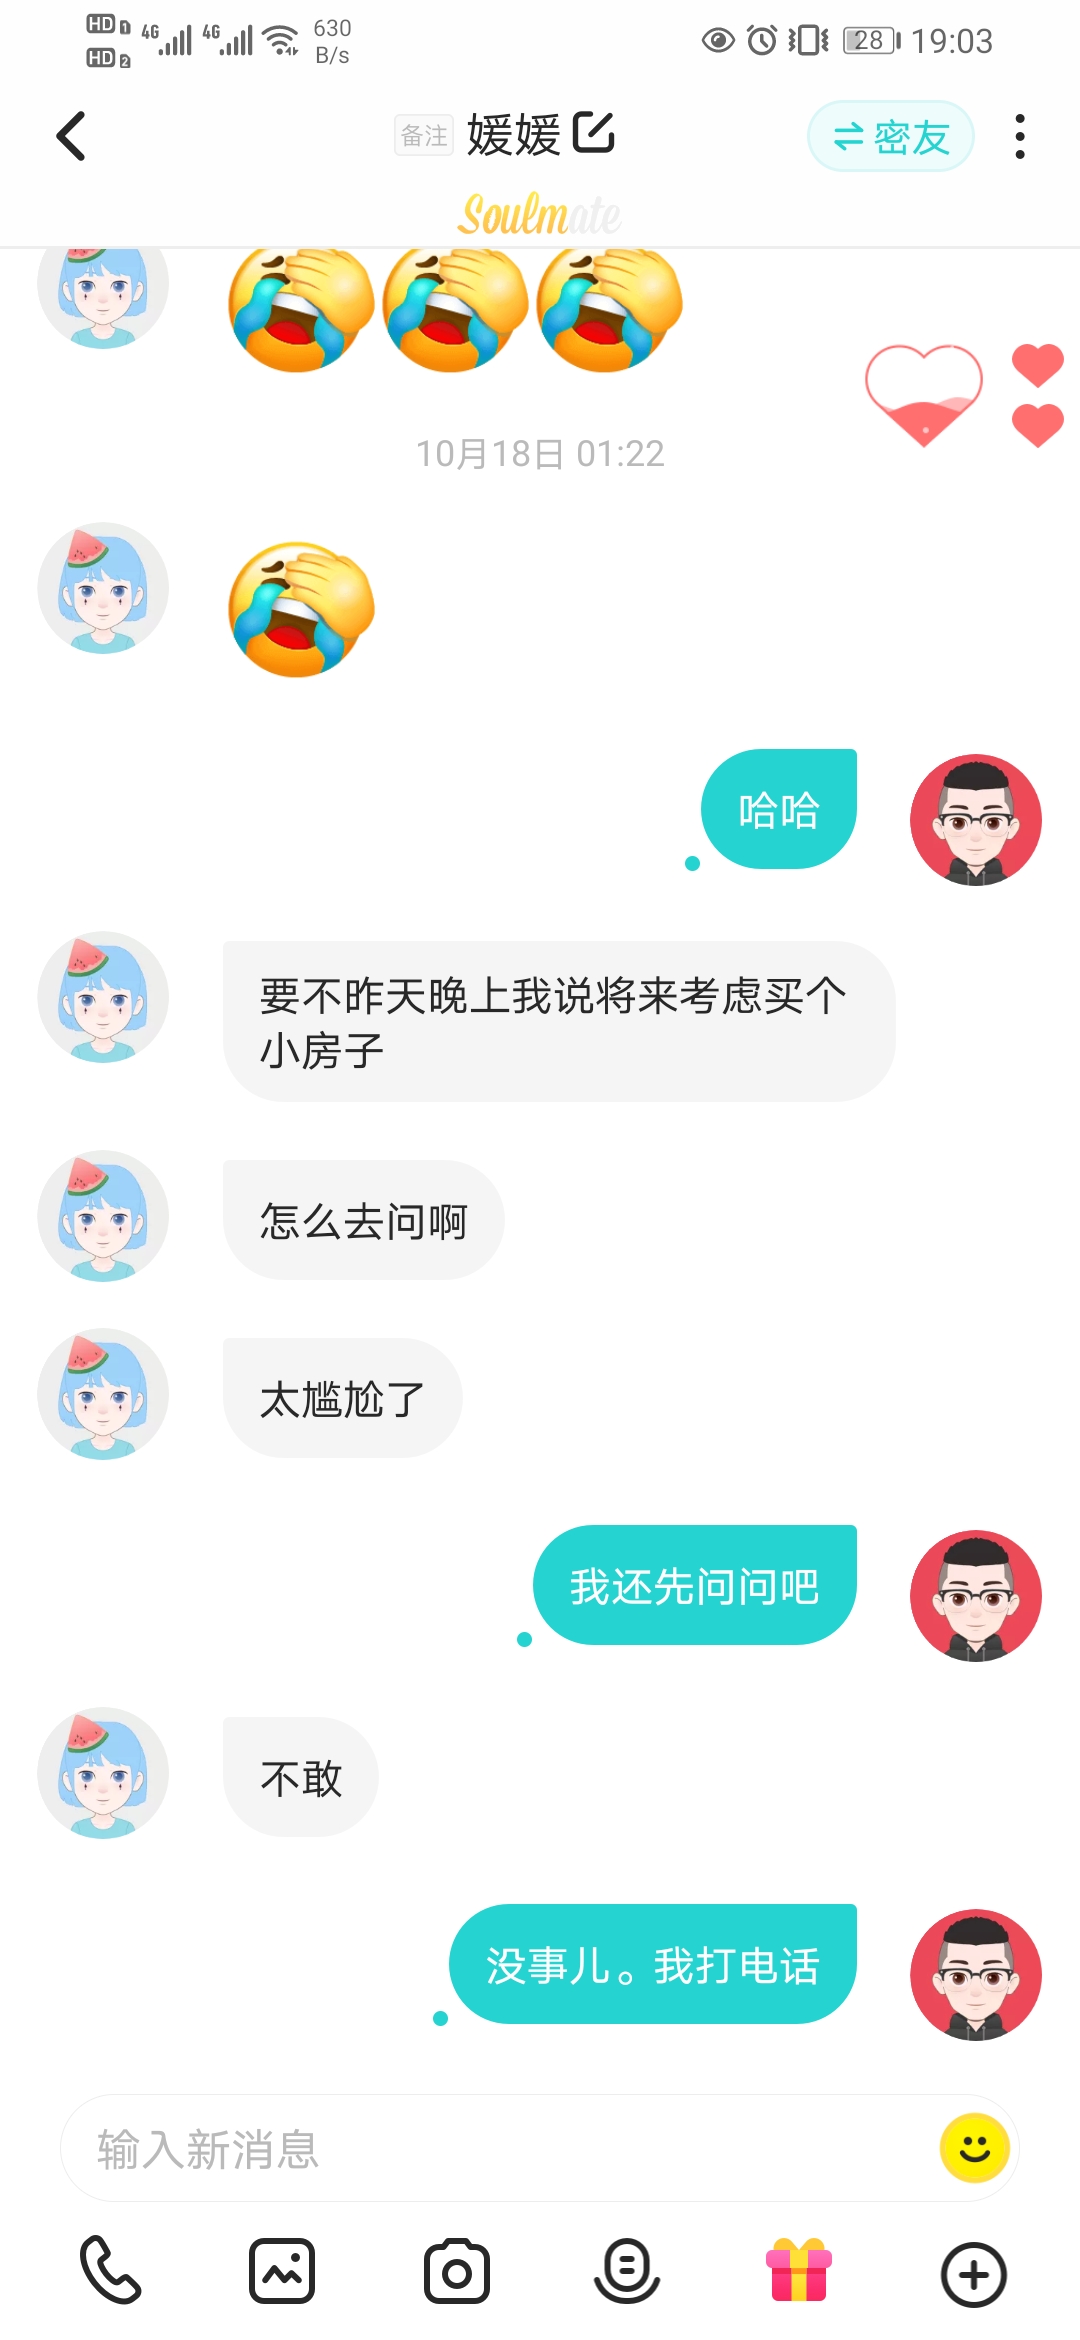 HD 1 4G 4G 630
HD 2 B/s
28 19:03
备注 媛媛 密友
Soulmate
10月18日 01:22
哈哈
要不昨天晚上我说将来考虑买个
小房子
怎么去问啊
太尴尬了
我还先问问吧
不敢
没事儿。我打电话
输入新消息